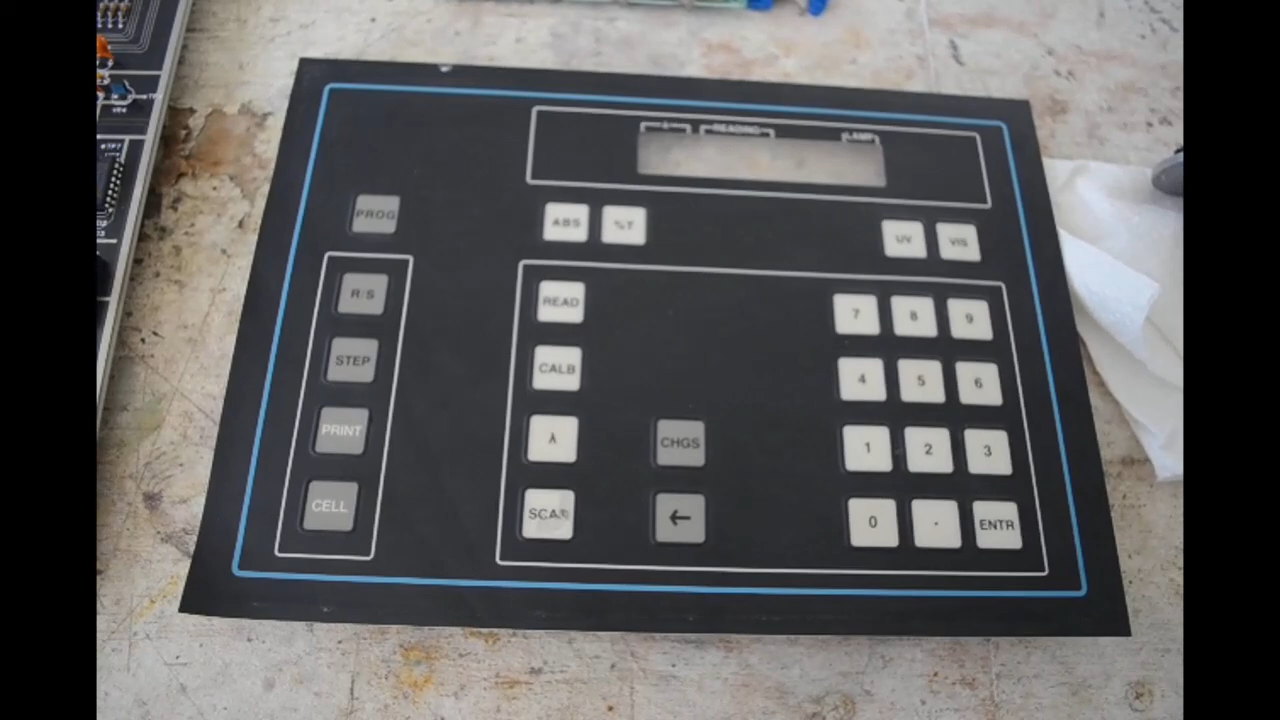 λ READING LAMP
PROG ABS %T UV VIS
R/S READ 7 8 9
STEP CALB 4 5 6
PRINT λ CHGS 1 2 3
CELL SCAN ← 0 . ENTR